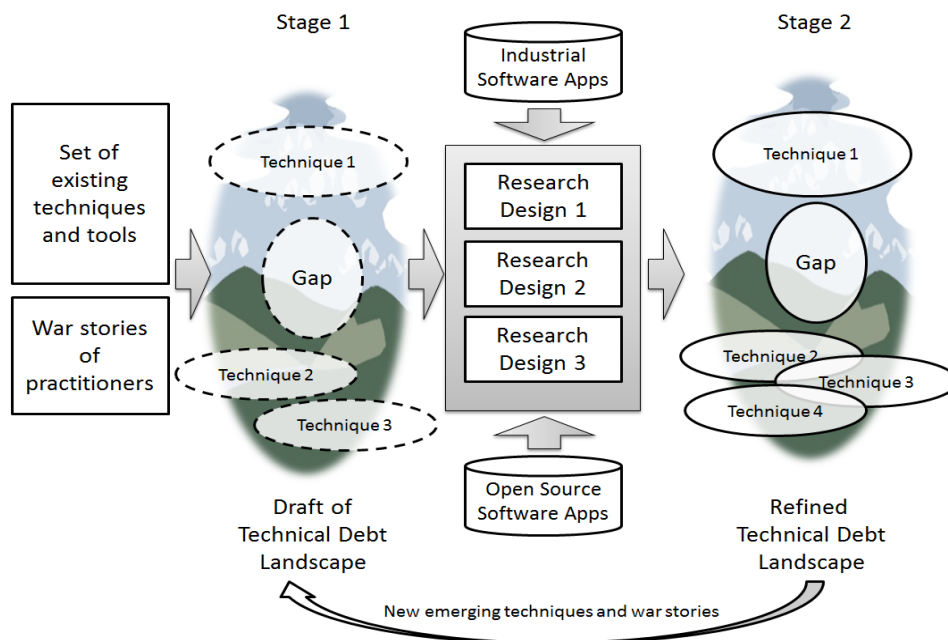 Stage 1
Stage 2
Industrial
Software Apps
Set of
existing
techniques
and tools
War stories
of
practitioners
Technique 1
Gap
Technique 2
Technique 3
Research
Design 1
Research
Design 2
Research
Design 3
Technique 1
Gap
Technique 2
Technique 3
Technique 4
Open Source
Software Apps
Draft of
Technical Debt
Landscape
Refined
Technical Debt
Landscape
New emerging techniques and war stories